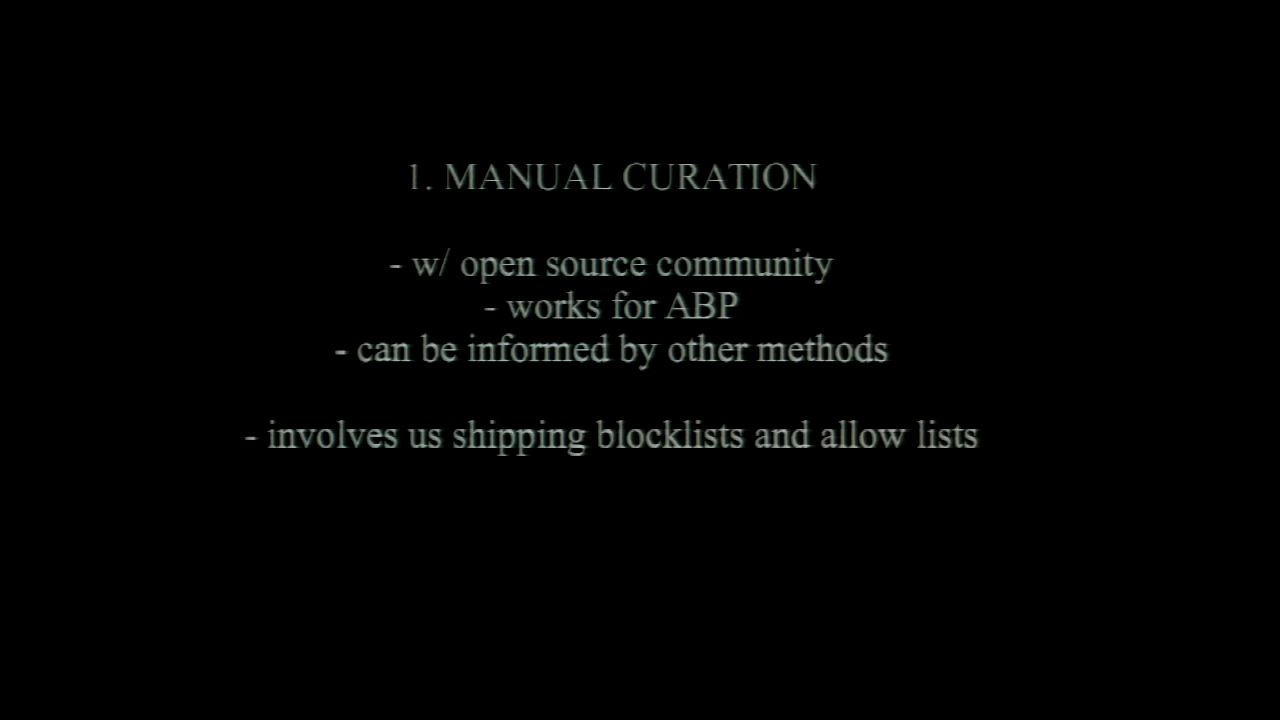 1. MANUAL CURATION
- w/ open source community
- works for ABP
- can be informed by other methods
- involves us shipping blocklists and allow lists